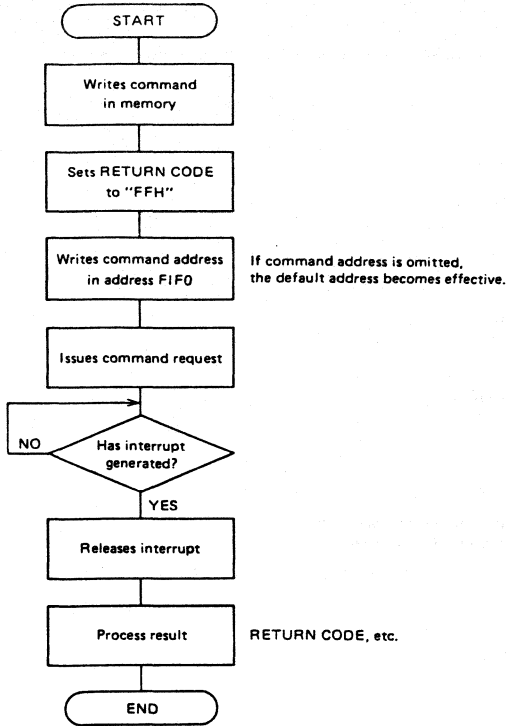 START
Writes command
in memory
Sets RETURN CODE
to "FFH"
Writes command address
in address FIFO
If command address is omitted,
the default address becomes effective.
Issues command request
NO
Has interrupt
generated?
YES
Releases interrupt
Process result
RETURN CODE, etc.
END